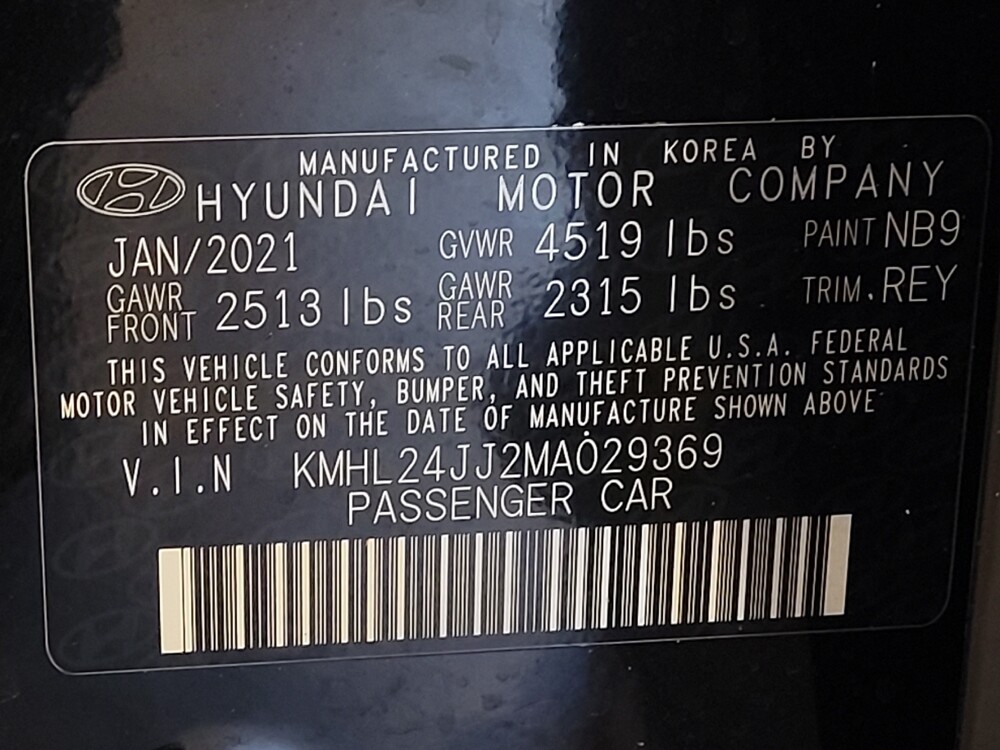 MANUFACTURED IN KOREA BY
HYUNDAI MOTOR COMPANY
JAN/2021 GVWR 4519 lbs PAINT NB9
GAWR FRONT 2513 lbs GAWR REAR 2315 lbs TRIM. REY
THIS VEHICLE CONFORMS TO ALL APPLICABLE U.S.A. FEDERAL
MOTOR VEHICLE SAFETY, BUMPER, AND THEFT PREVENTION STANDARDS
IN EFFECT ON THE DATE OF MANUFACTURE SHOWN ABOVE
V.I.N KMHL24JJ2MA029369
PASSENGER CAR